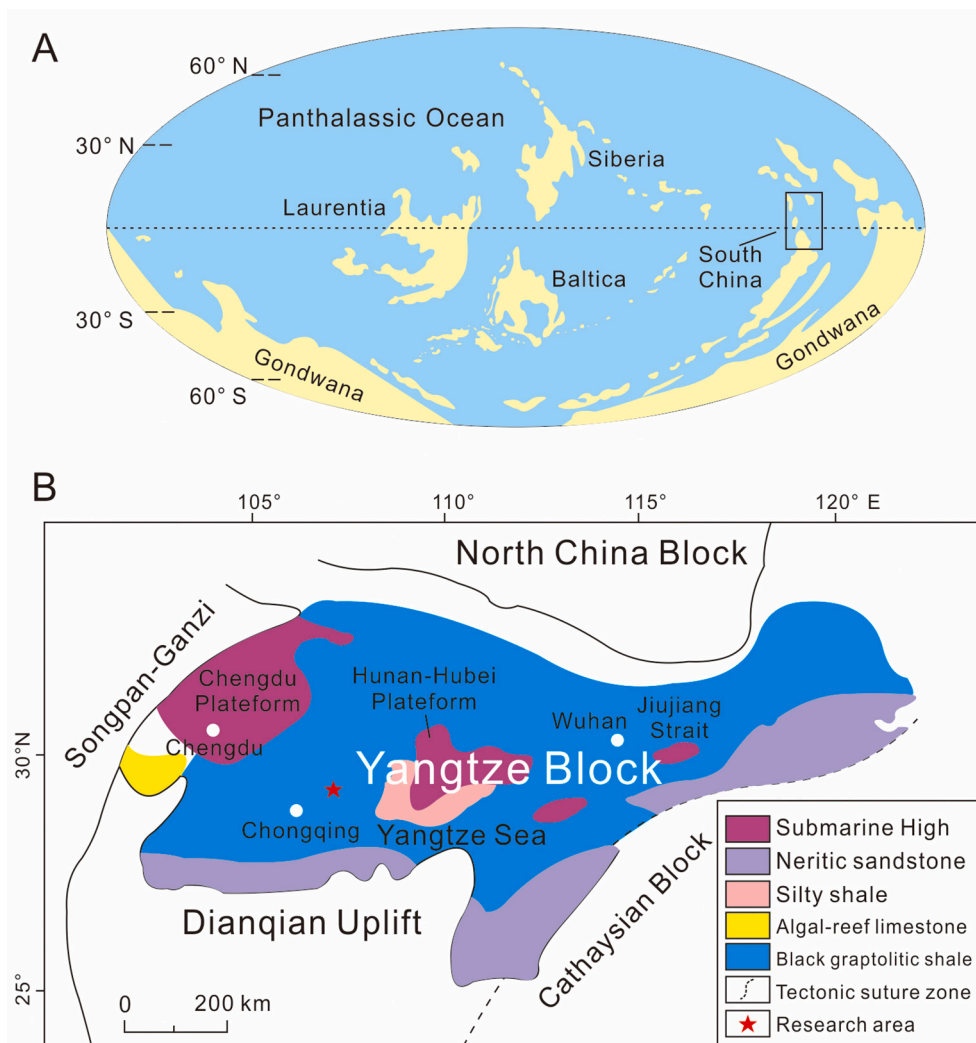 A
60° N
Panthalassic Ocean
30° N
Siberia
Laurentia
South
China
Baltica
30° S
Gondwana
Gondwana
60° S
B
105°
110°
115°
120° E
North China Block
Songpan-Ganzi
Chengdu
Plateform
Hunan-Hubei
Plateform
Wuhan
Jiujiang
Strait
Chengdu
30°N
Yangtze Block
Chongqing
Yangtze Sea
Dianqian Uplift
Cathaysian Block
25°
0
200 km
Submarine High
Neritic sandstone
Silty shale
Algal-reef limestone
Black graptolitic shale
Tectonic suture zone
Research area